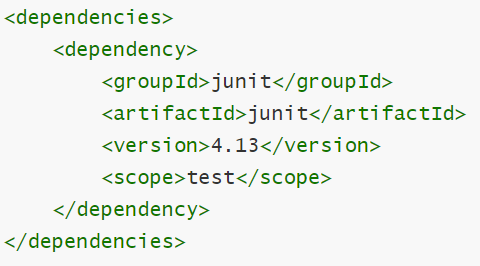 <dependencies>
    <dependency>
        <groupId>junit</groupId>
        <artifactId>junit</artifactId>
        <version>4.13</version>
        <scope>test</scope>
    </dependency>
</dependencies>